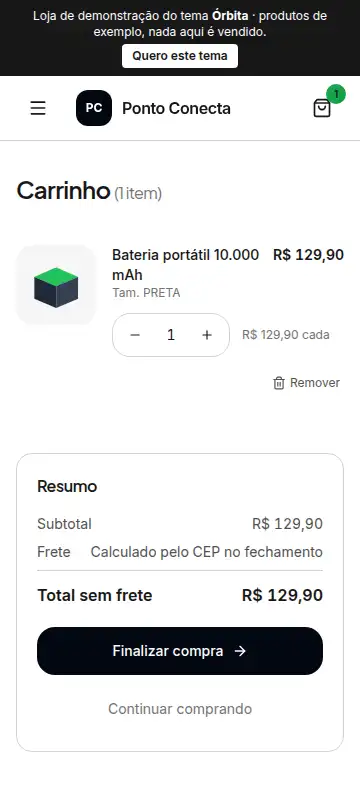 Loja de demonstração do tema Órbita · produtos de
exemplo, nada aqui é vendido.
Quero este tema
PC
Ponto Conecta
1
Carrinho (1 item)
Bateria portátil 10.000
mAh
R$ 129,90
Tam. PRETA
1
R$ 129,90 cada
Remover
Resumo
Subtotal
R$ 129,90
Frete
Calculado pelo CEP no fechamento
Total sem frete
R$ 129,90
Finalizar compra
Continuar comprando